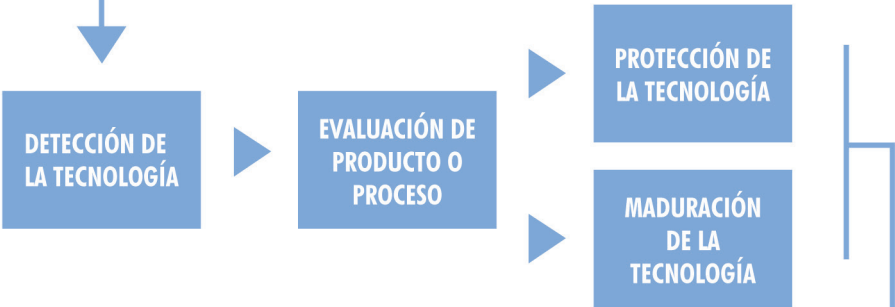 DETECCIÓN DE
LA TECNOLOGÍA
EVALUACIÓN DE
PRODUCTO O
PROCESO
PROTECCIÓN DE
LA TECNOLOGÍA
MADURACIÓN
DE LA
TECNOLOGÍA